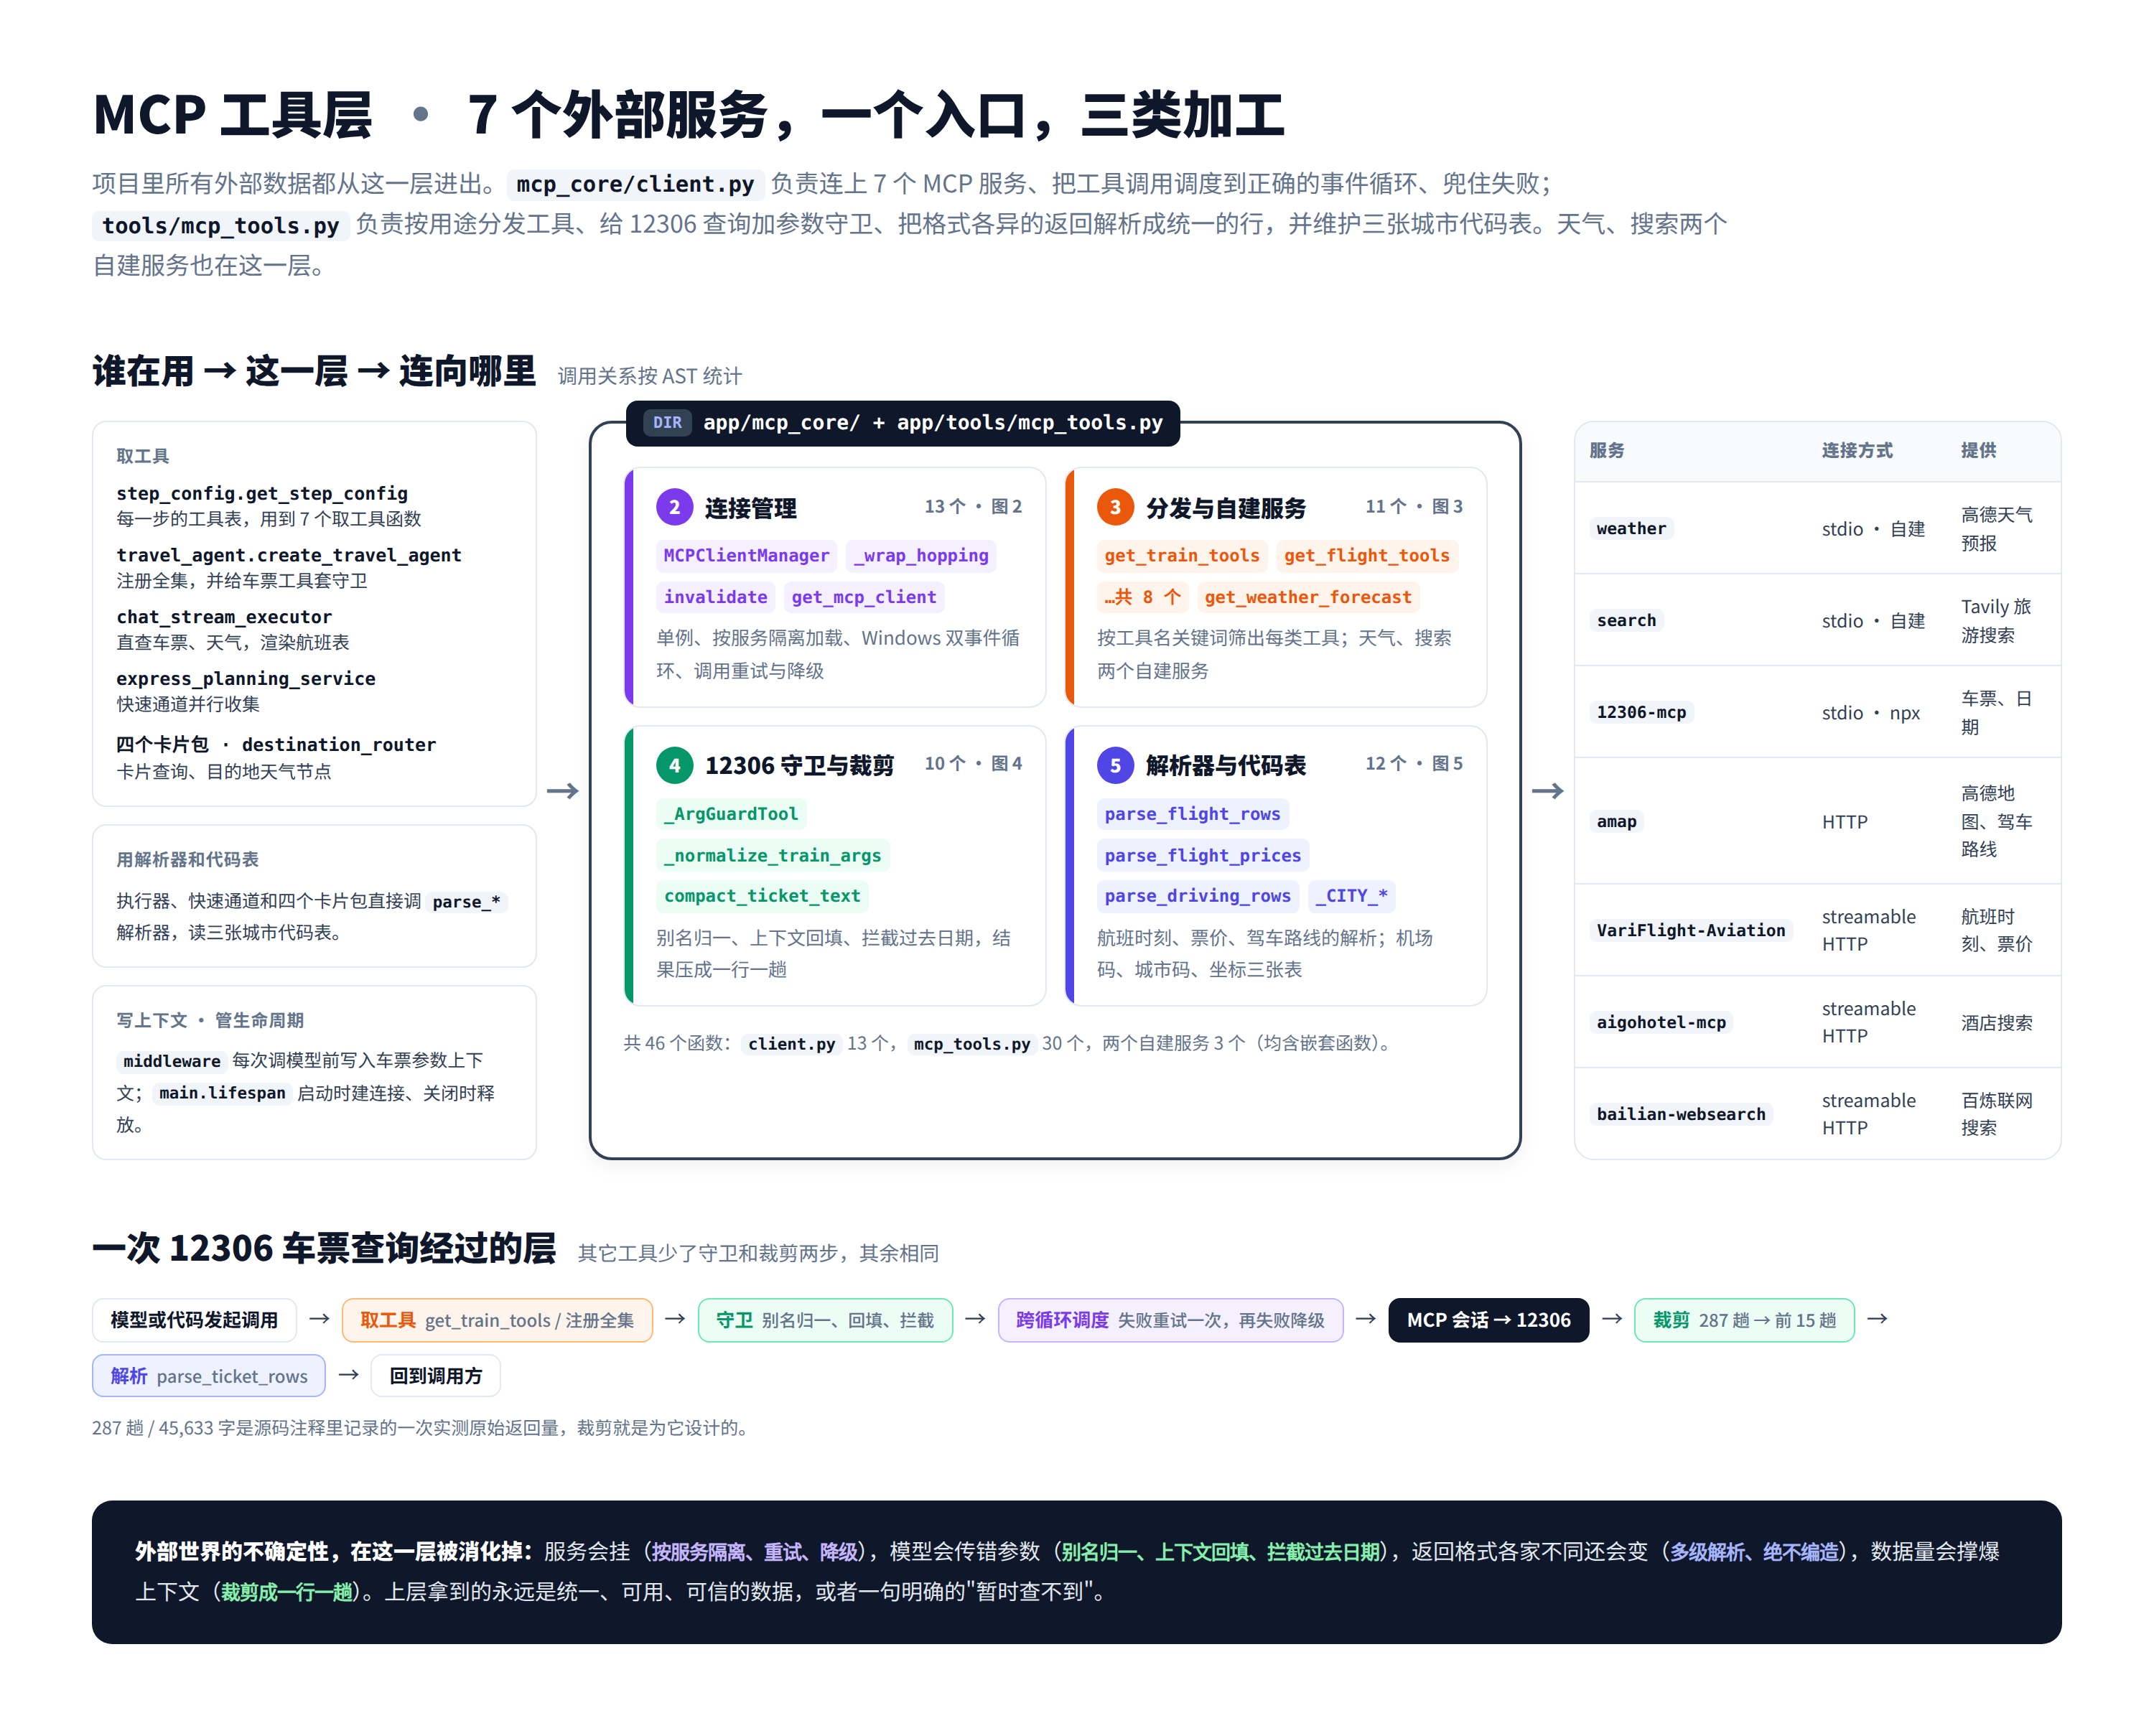 MCP 工具层 · 7 个外部服务，一个入口，三类加工
项目里所有外部数据都从这一层进出。mcp_core/client.py 负责连上 7 个 MCP 服务、把工具调用调度到正确的事件循环、兜住失败；
tools/mcp_tools.py 负责按用途分发工具、给 12306 查询加参数守卫、把格式各异的返回解析成统一的行，并维护三张城市代码表。天气、搜索两个
自建服务也在这一层。
谁在用 → 这一层 → 连向哪里 调用关系按 AST 统计
取工具
step_config.get_step_config
每一步的工具表，用到 7 个取工具函数
travel_agent.create_travel_agent
注册全集，并给车票工具套守卫
chat_stream_executor
直查车票、天气，渲染航班表
express_planning_service
快速通道并行收集
四个卡片包 · destination_router
卡片查询、目的地天气节点
用解析器和代码表
执行器、快速通道和四个卡片包直接调 parse_*
解析器，读三张城市代码表。
写上下文 · 管生命周期
middleware 每次调模型前写入车票参数上下
文；main.lifespan 启动时建连接、关闭时释
放。
→
DIR app/mcp_core/ + app/tools/mcp_tools.py
2 连接管理 13 个 · 图 2
MCPClientManager _wrap_hopping
invalidate get_mcp_client
单例、按服务隔离加载、Windows 双事件循
环、调用重试与降级
3 分发与自建服务 11 个 · 图 3
get_train_tools get_flight_tools
…共 8 个 get_weather_forecast
按工具名关键词筛出每类工具；天气、搜索
两个自建服务
4 12306 守卫与裁剪 10 个 · 图 4
_ArgGuardTool
_normalize_train_args
compact_ticket_text
别名归一、上下文回填、拦截过去日期，结
果压成一行一趟
5 解析器与代码表 12 个 · 图 5
parse_flight_rows
parse_flight_prices
parse_driving_rows _CITY_*
航班时刻、票价、驾车路线的解析；机场
码、城市码、坐标三张表
共 46 个函数：client.py 13 个，mcp_tools.py 30 个，两个自建服务 3 个（均含嵌套函数）。
→
服务 连接方式 提供
weather stdio · 自建 高德天气
预报
search stdio · 自建 Tavily 旅
游搜索
12306-mcp stdio · npx 车票、日
期
amap HTTP 高德地
图、驾车
路线
VariFlight-Aviation streamable
HTTP 航班时
刻、票价
aigohotel-mcp streamable
HTTP 酒店搜索
bailian-websearch streamable
HTTP 百炼联网
搜索
一次 12306 车票查询经过的层 其它工具少了守卫和裁剪两步，其余相同
模型或代码发起调用 → 取工具 get_train_tools / 注册全集 → 守卫 别名归一、回填、拦截 → 跨循环调度 失败重试一次，再失败降级 → MCP 会话 → 12306 → 裁剪 287 趟 → 前 15 趟 →
解析 parse_ticket_rows → 回到调用方
287 趟 / 45,633 字是源码注释里记录的一次实测原始返回量，裁剪就是为它设计的。
外部世界的不确定性，在这一层被消化掉：服务会挂（按服务隔离、重试、降级），模型会传错参数（别名归一、上下文回填、拦截过去日期），返回格式各家不同还会变（多级解析、绝不编造），数据量会撑爆
上下文（裁剪成一行一趟）。上层拿到的永远是统一、可用、可信的数据，或者一句明确的"暂时查不到"。